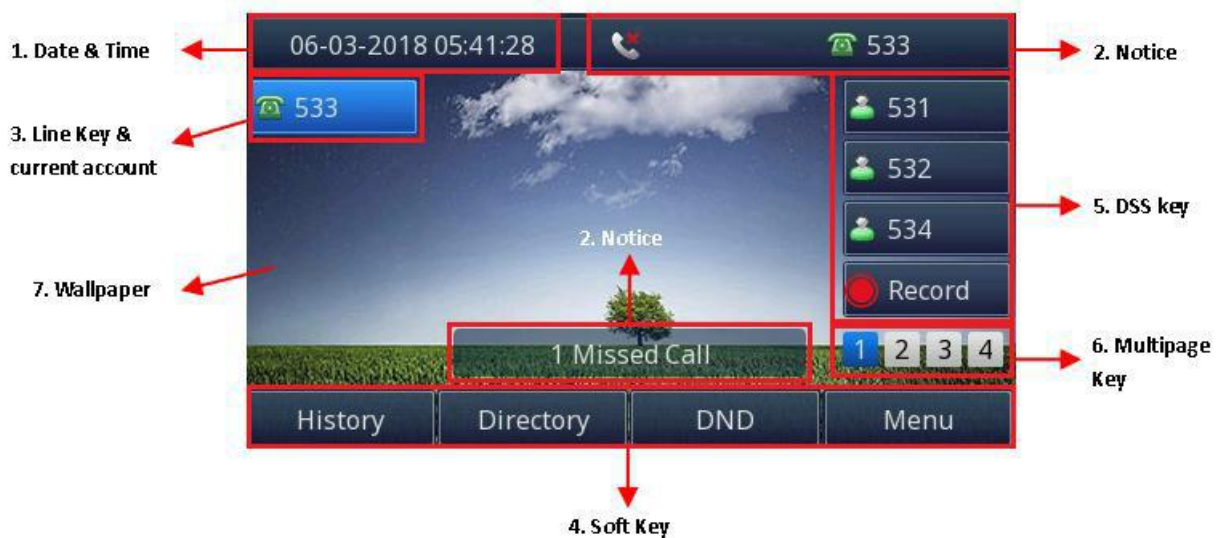 1. Date & Time
06-03-2018 05:41:28
533
2. Notice
533
3. Line Key &
current account
531
532
534
Record
5. DSS key
2. Notice
7. Wallpaper
1 Missed Call
1 2 3 4
6. Multipage
Key
History Directory DND Menu
4. Soft Key